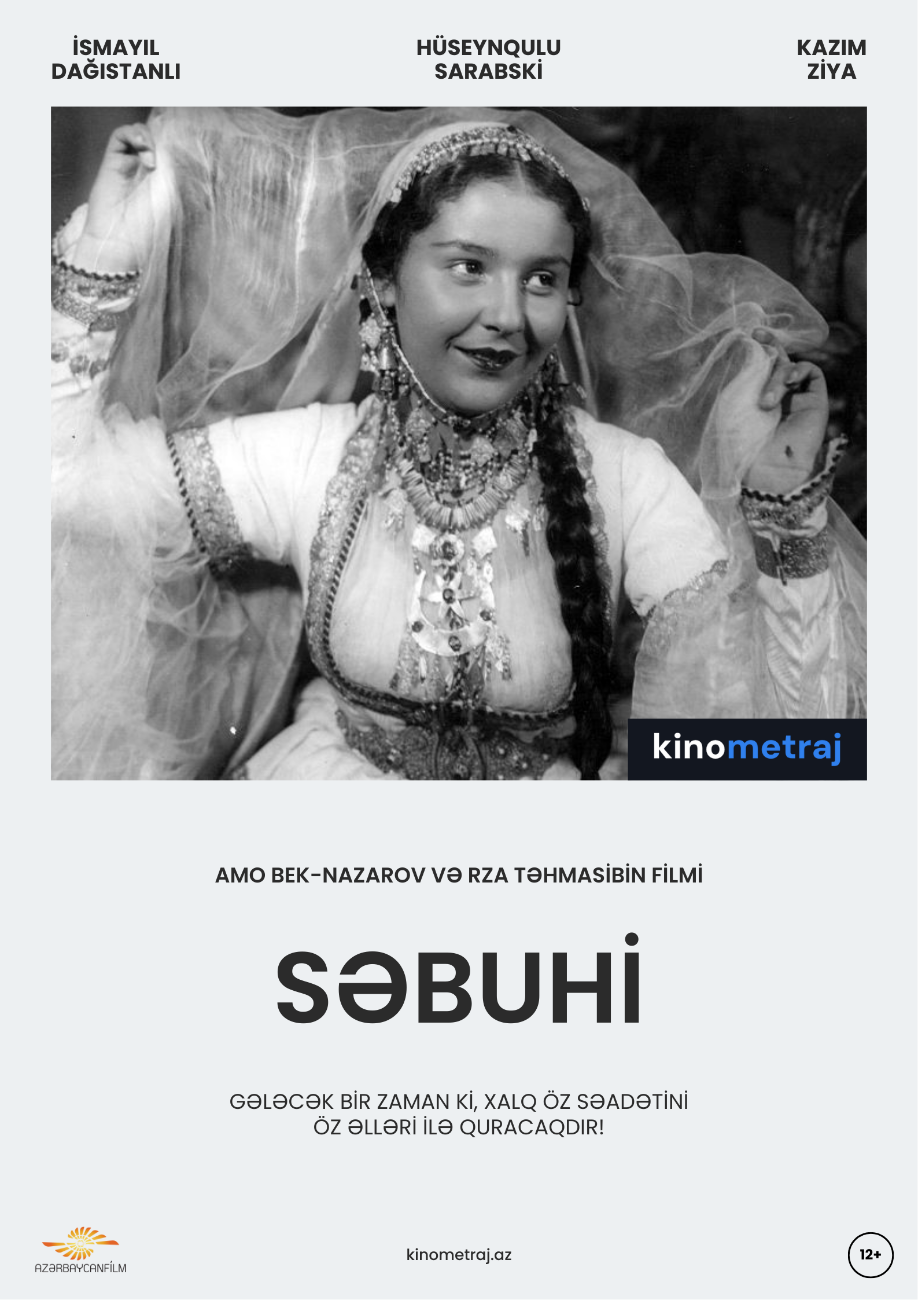 İSMAYIL
DAĞISTANLI
HÜSEYNQULU
SARABSKİ
KAZIM
ZİYA
kinometraj
AMO BEK-NAZAROV VƏ RZA TƏHMASİBİN FİLMİ
SƏBUHİ
GƏLƏCƏK BİR ZAMAN Kİ, XALQ ÖZ SƏADƏTİNİ
ÖZ ƏLLƏRİ İLƏ QURACAQDIR!
AZƏRBAYCANFİLM
kinometraj.az
12+